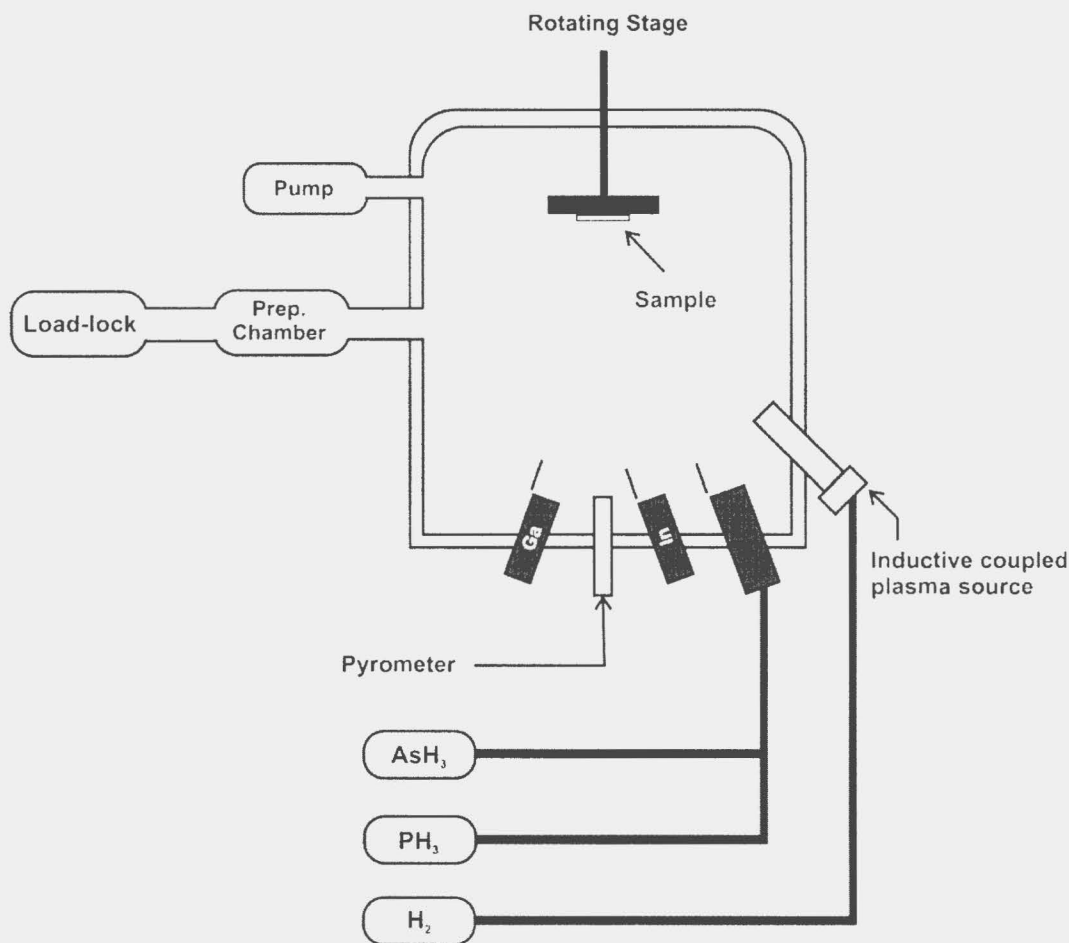 Rotating Stage
Pump
Sample
Load-lock
Prep.
Chamber
Ga
In
Inductive coupled
plasma source
Pyrometer
AsH₃
PH₃
H₂